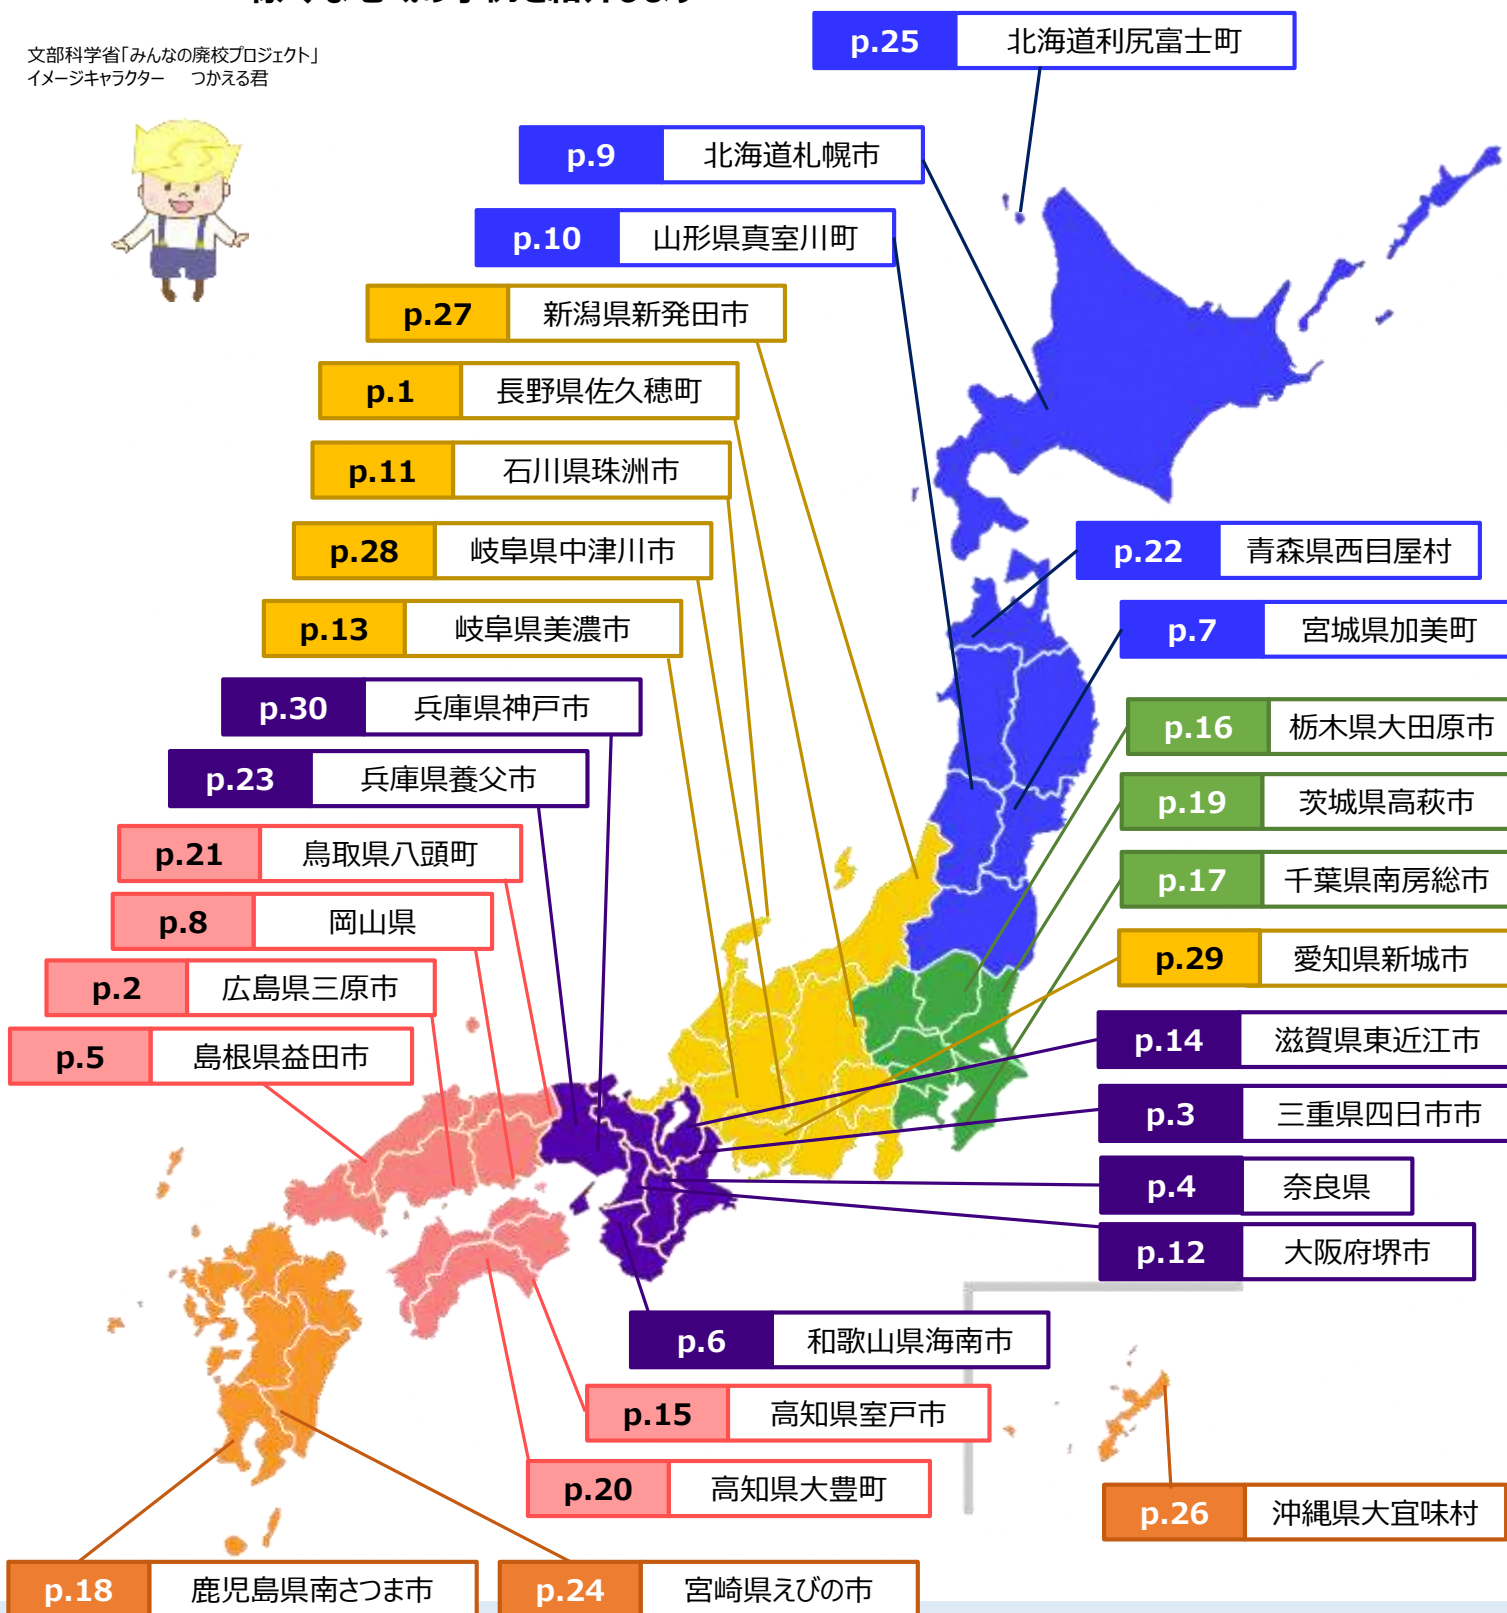 文部科学省「みんなの廃校プロジェクト」
イメージキャラクター　つかえる君
p.25 北海道利尻富士町
p.9 北海道札幌市
p.10 山形県真室川町
p.27 新潟県新発田市
p.1 長野県佐久穂町
p.11 石川県珠洲市
p.28 岐阜県中津川市
p.13 岐阜県美濃市
p.30 兵庫県神戸市
p.23 兵庫県養父市
p.21 鳥取県八頭町
p.8 岡山県
p.2 広島県三原市
p.5 島根県益田市
p.22 青森県西目屋村
p.7 宮城県加美町
p.16 栃木県大田原市
p.19 茨城県高萩市
p.17 千葉県南房総市
p.29 愛知県新城市
p.14 滋賀県東近江市
p.3 三重県四日市市
p.4 奈良県
p.12 大阪府堺市
p.6 和歌山県海南市
p.15 高知県室戸市
p.20 高知県大豊町
p.26 沖縄県大宜味村
p.18 鹿児島県南さつま市
p.24 宮崎県えびの市